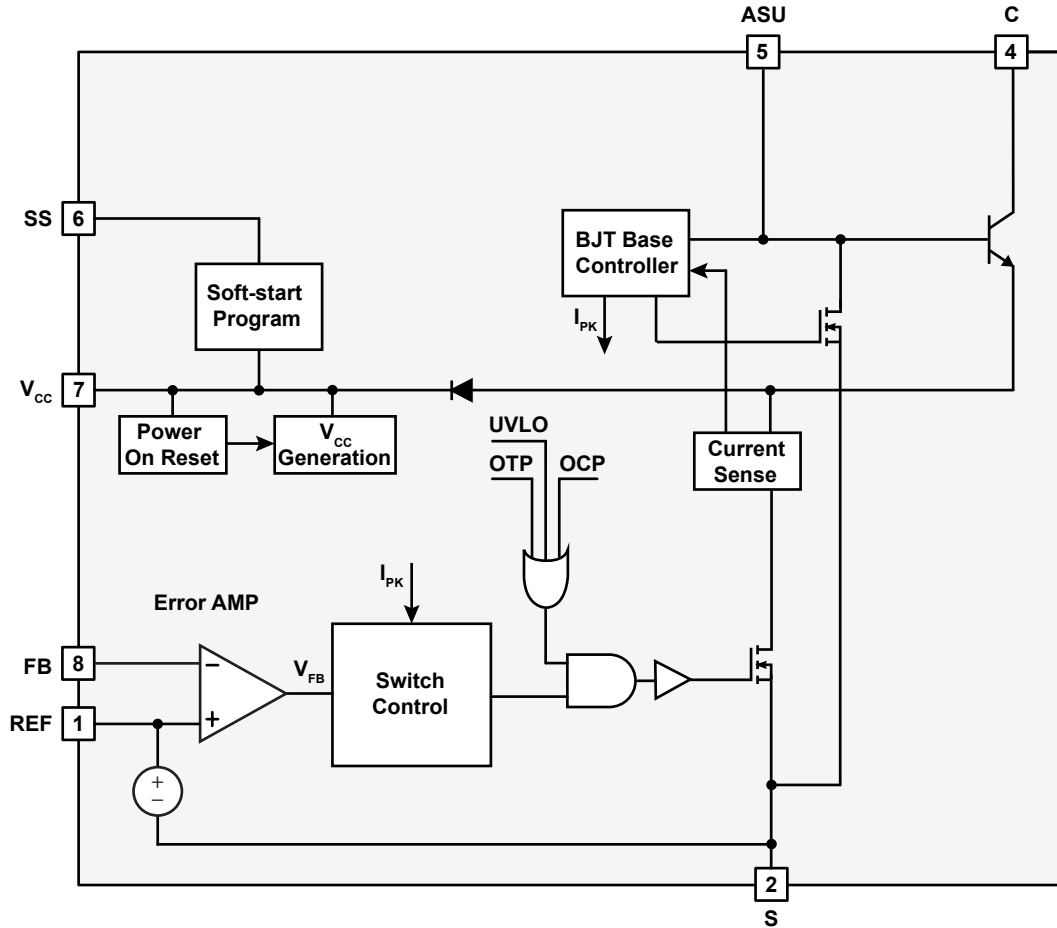 ASU
C
5
4
SS
6
BJT Base
Controller
Soft-start
Program
I_PK
V_CC
7
Power
On Reset
V_CC
Generation
UVLO
OTP
OCP
Current
Sense
I_PK
Error AMP
FB
8
−
V_FB
Switch
Control
REF
1
+
+
−
2
S